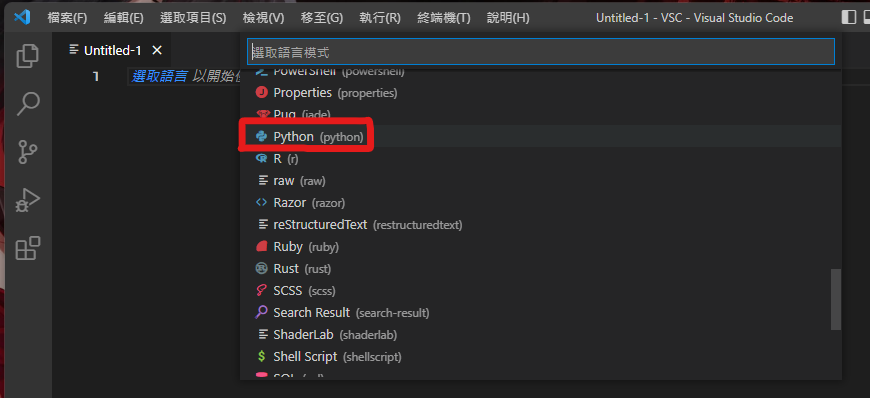 檔案(F) 編輯(E) 選取項目(S) 檢視(V) 移至(G) 執行(R) 終端機(T) 說明(H) Untitled-1 - VSC - Visual Studio Code
Untitled-1
選取語言模式
1 選取語言 以開始
PowerShell (powershell)
Properties (properties)
Pug (jade)
Python (python)
R (r)
raw (raw)
Razor (razor)
reStructuredText (restructuredtext)
Ruby (ruby)
Rust (rust)
SCSS (scss)
Search Result (search-result)
ShaderLab (shaderlab)
Shell Script (shellscript)
SQL (sql)